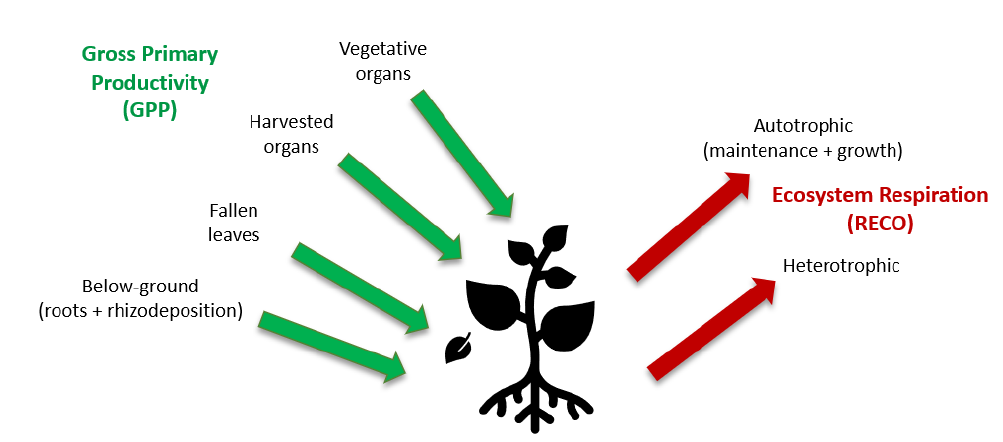 Gross Primary
Productivity
(GPP)
Vegetative
organs
Harvested
organs
Fallen
leaves
Below-ground
(roots + rhizodeposition)
Autotrophic
(maintenance + growth)
Ecosystem Respiration
(RECO)
Heterotrophic